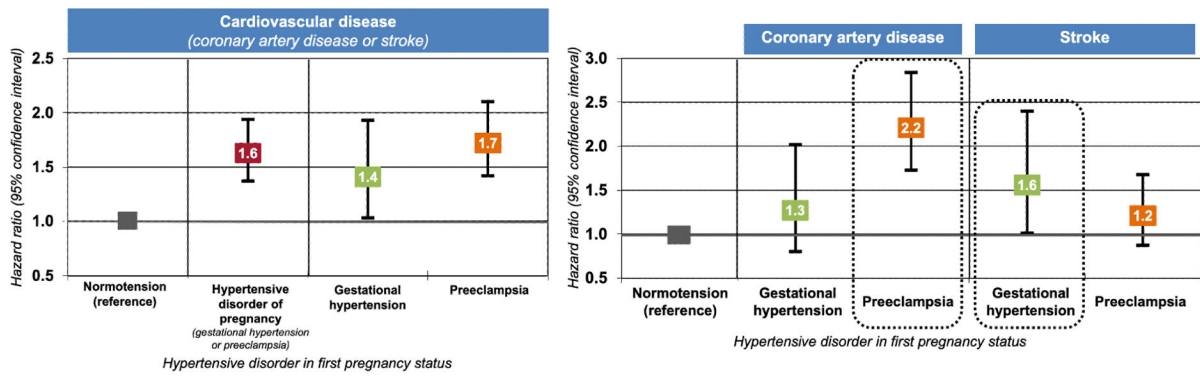 Cardiovascular disease
(coronary artery disease or stroke)
Hazard ratio (95% confidence interval)
2.5
2.0
1.5
1.0
0.5
1.6
1.4
1.7
Normotension
(reference)
Hypertensive
disorder of
pregnancy
(gestational hypertension
or preeclampsia)
Gestational
hypertension
Preeclampsia
Hypertensive disorder in first pregnancy status
Coronary artery disease
Stroke
Hazard ratio (95% confidence interval)
3.0
2.5
2.0
1.5
1.0
0.5
1.3
2.2
1.6
1.2
Normotension
(reference)
Gestational
hypertension
Preeclampsia
Gestational
hypertension
Preeclampsia
Hypertensive disorder in first pregnancy status